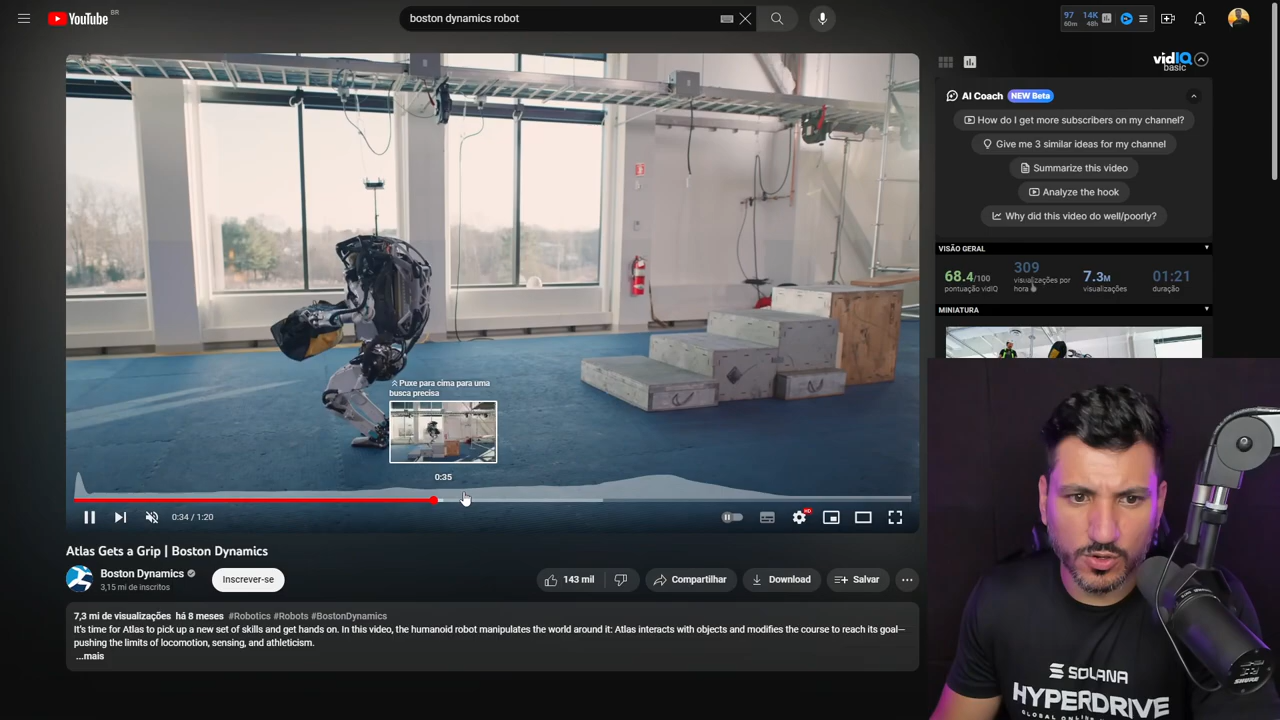 YouTube BR
boston dynamics robot
97 60m 14K 48h
vidIQ
basic
AI Coach NEW Beta
How do I get more subscribers on my channel?
Give me 3 similar ideas for my channel
Summarize this video
Analyze the hook
Why did this video do well/poorly?
VISÃO GERAL
68.4/100
pontuação vidIQ
309
visualizações por
hora
7.3M
visualizações
01:21
duração
MINIATURA
Puxe para cima para uma
busca precisa
0:35
0:34 / 1:20
HD
Atlas Gets a Grip | Boston Dynamics
Boston Dynamics
3,15 mi de inscritos
Inscrever-se
143 mil
Compartilhar
Download
Salvar
7,3 mi de visualizações há 8 meses #Robotics #Robots #BostonDynamics
It's time for Atlas to pick up a new set of skills and get hands on. In this video, the humanoid robot manipulates the world around it: Atlas interacts with objects and modifies the course to reach its goal—
pushing the limits of locomotion, sensing, and athleticism.
...mais
SOLANA
HYPERDRIVE
GLOBAL ONLINE